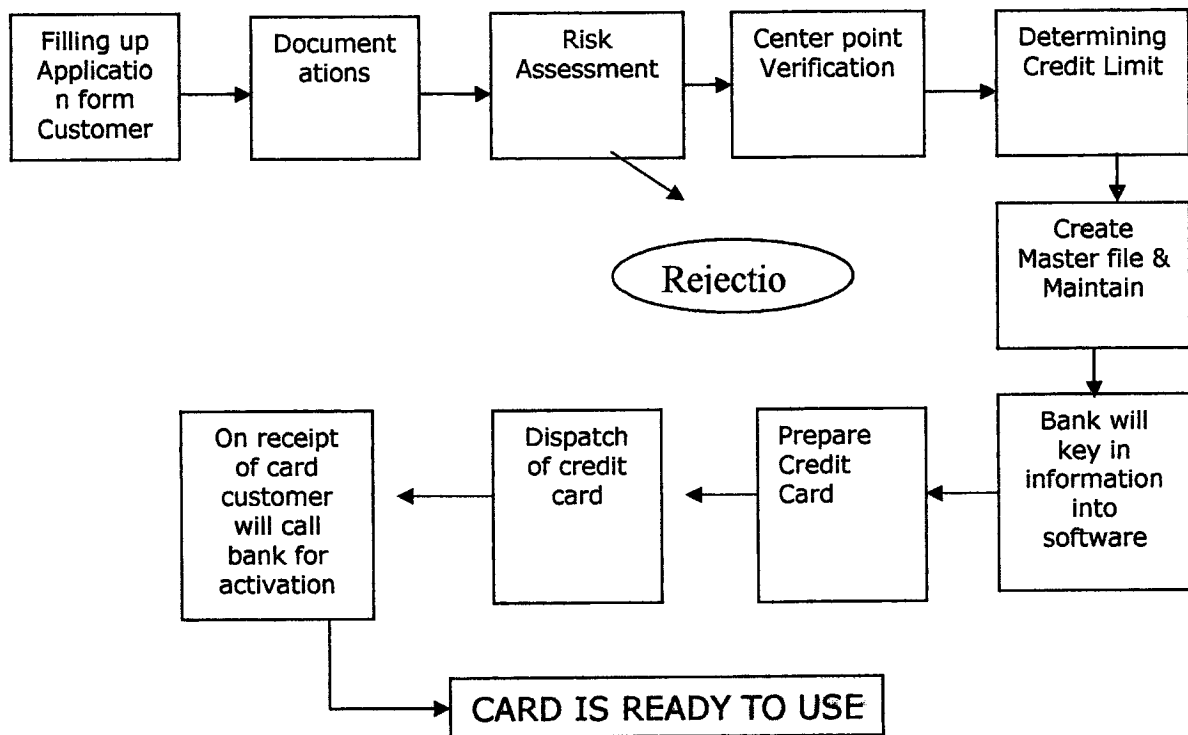 Filling up
Applicatio
n form
Customer
Document
ations
Risk
Assessment
Center point
Verification
Determining
Credit Limit
Rejectio
Create
Master file &
Maintain
Bank will
key in
information
into
software
Prepare
Credit
Card
Dispatch
of credit
card
On receipt
of card
customer
will call
bank for
activation
CARD IS READY TO USE